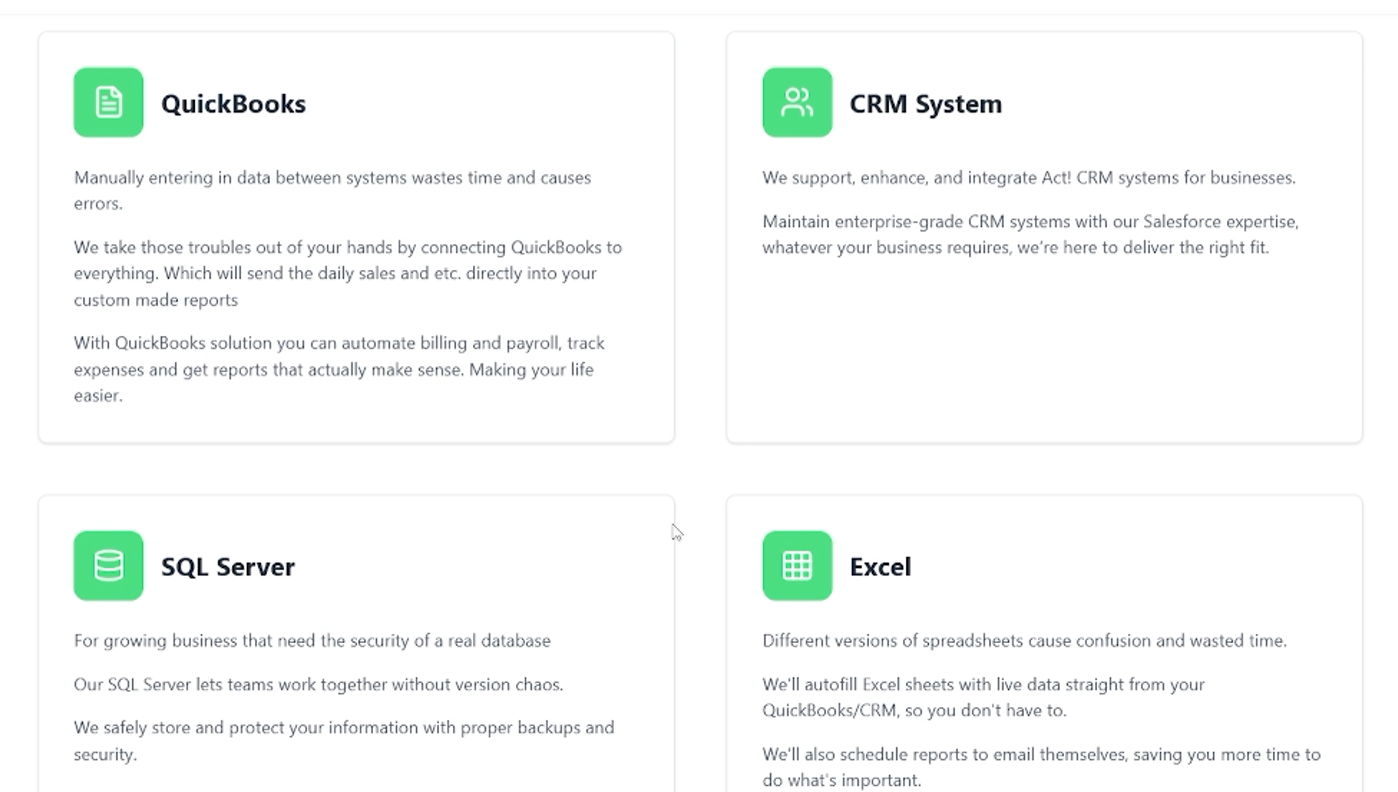 QuickBooks
Manually entering in data between systems wastes time and causes
errors.
We take those troubles out of your hands by connecting QuickBooks to
everything. Which will send the daily sales and etc. directly into your
custom made reports
With QuickBooks solution you can automate billing and payroll, track
expenses and get reports that actually make sense. Making your life
easier.
CRM System
We support, enhance, and integrate Act! CRM systems for businesses.
Maintain enterprise-grade CRM systems with our Salesforce expertise,
whatever your business requires, we're here to deliver the right fit.
SQL Server
For growing business that need the security of a real database
Our SQL Server lets teams work together without version chaos.
We safely store and protect your information with proper backups and
security.
Excel
Different versions of spreadsheets cause confusion and wasted time.
We'll autofill Excel sheets with live data straight from your
QuickBooks/CRM, so you don't have to.
We'll also schedule reports to email themselves, saving you more time to
do what's important.